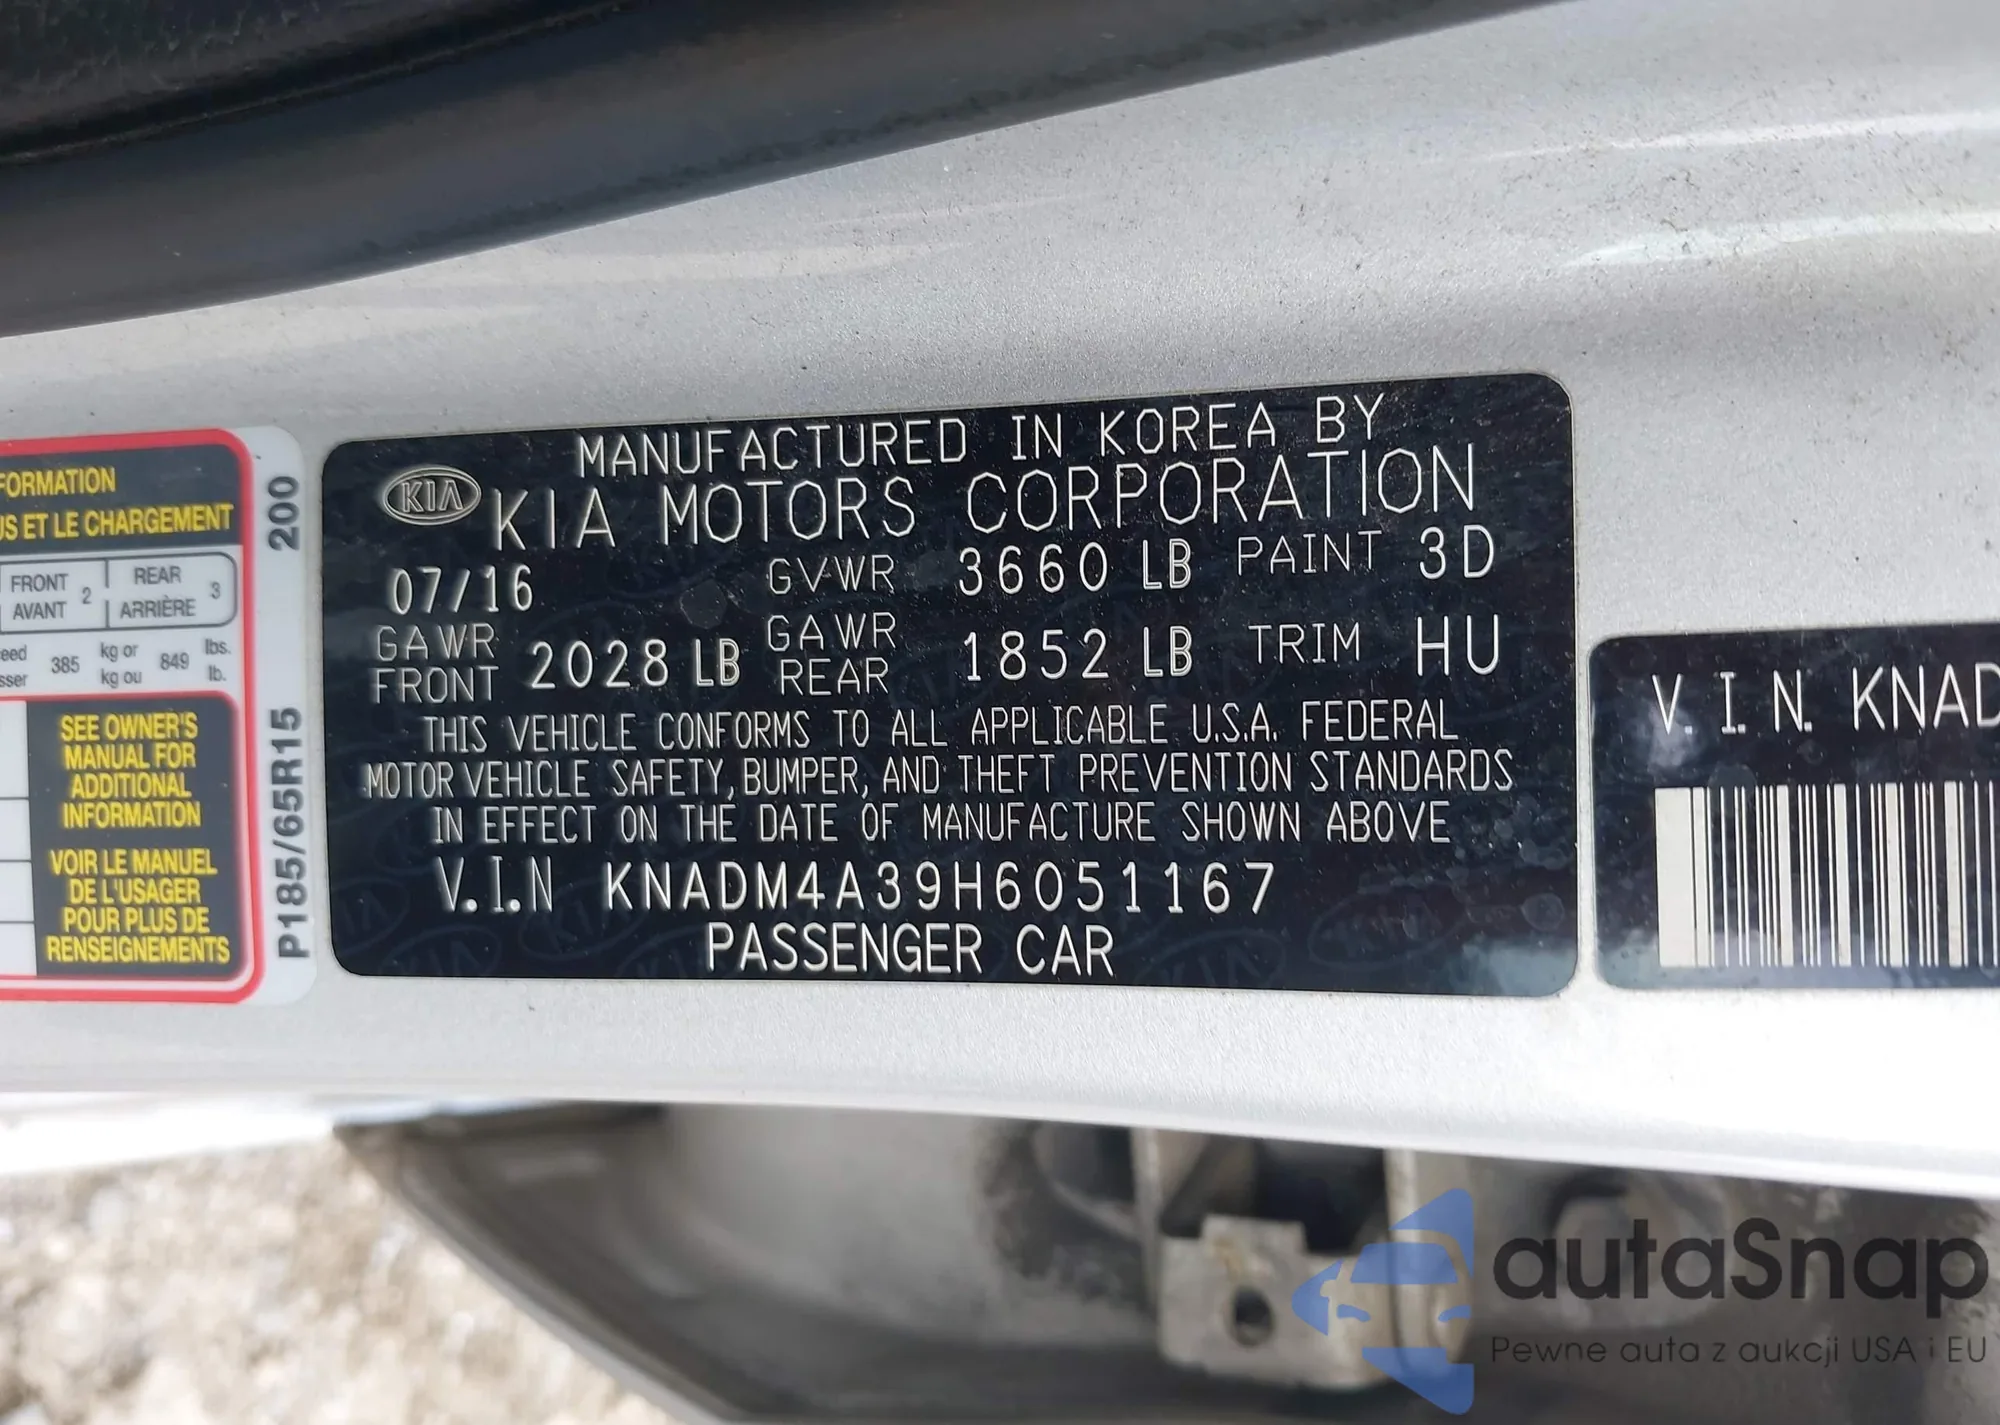 FORMATION
US ET LE CHARGEMENT
FRONT 2 REAR 3
AVANT ARRIÈRE
385 kg or 849 lbs.
kg ou lb.
SEE OWNER'S
MANUAL FOR
ADDITIONAL
INFORMATION
VOIR LE MANUEL
DE L'USAGER
POUR PLUS DE
RENSEIGNEMENTS
P185/65R15 200
MANUFACTURED IN KOREA BY
KIA KIA MOTORS CORPORATION
07/16 GVWR 3660 LB PAINT 3D
GAWR FRONT 2028 LB GAWR REAR 1852 LB TRIM HU
THIS VEHICLE CONFORMS TO ALL APPLICABLE U.S.A. FEDERAL
MOTOR VEHICLE SAFETY, BUMPER, AND THEFT PREVENTION STANDARDS
IN EFFECT ON THE DATE OF MANUFACTURE SHOWN ABOVE
V.I.N KNADM4A39H6051167
PASSENGER CAR
V.I.N. KNAD
autaSnap
Pewne auta z aukcji USA i EU